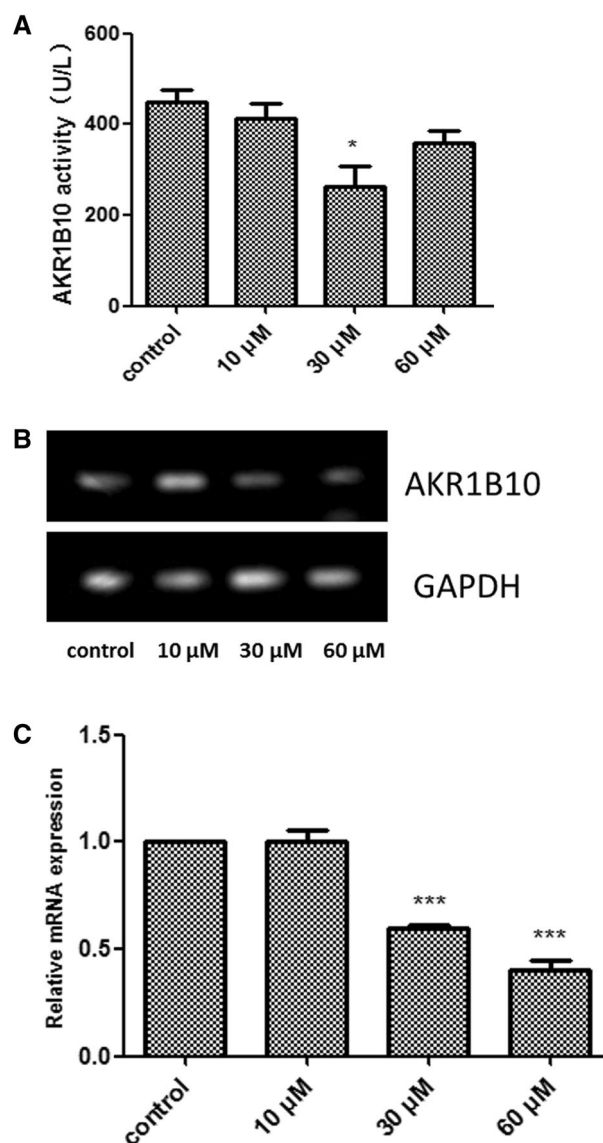 A
AKR1B10 activity (U/L)
600
400
200
0
*
control
10 μM
30 μM
60 μM
B
AKR1B10
GAPDH
control 10 μM 30 μM 60 μM
C
Relative mRNA expression
1.5
1.0
0.5
0.0
***
***
control
10 μM
30 μM
60 μM